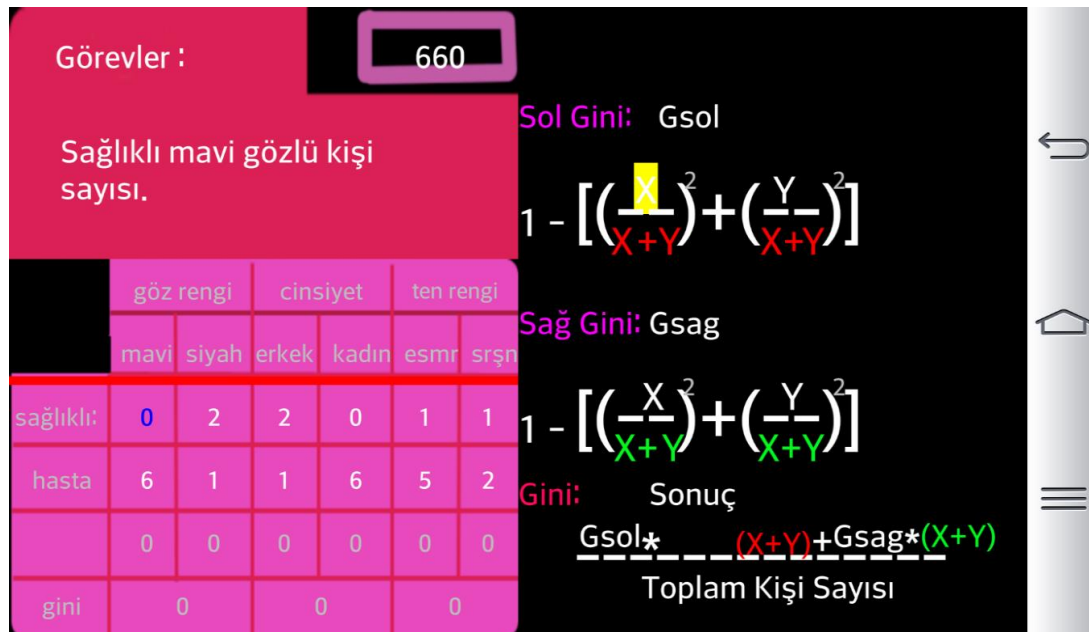 Görevler :
660
Sağlıklı mavi gözlü kişi
sayısı.
göz rengi cinsiyet ten rengi
mavi siyah erkek kadın esmr srşn
sağlıklı: 0 2 2 0 1 1
hasta 6 1 1 6 5 2
0 0 0 0 0 0
gini 0 0 0
Sol Gini: Gsol
1 - [(X/X+Y)²+(Y/X+Y)²]
Sağ Gini: Gsag
1 - [(X/X+Y)²+(Y/X+Y)²]
Gini: Sonuç
Gsol* (X+Y)+Gsag*(X+Y)
Toplam Kişi Sayısı